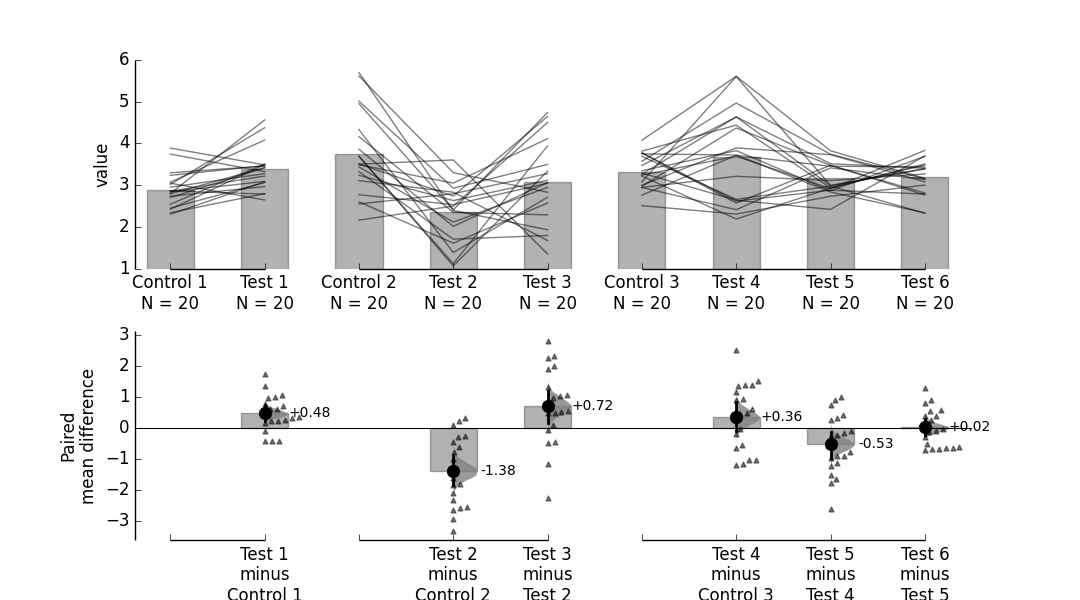 6
5
4
3
2
1
value
Control 1 Test 1 Control 2 Test 2 Test 3 Control 3 Test 4 Test 5 Test 6
N = 20 N = 20 N = 20 N = 20 N = 20 N = 20 N = 20 N = 20 N = 20
3
2
1
0
−1
−2
−3
Paired
mean difference
+0.48
-1.38
+0.72
+0.36
-0.53
+0.02
Test 1 Test 2 Test 3 Test 4 Test 5 Test 6
minus minus minus minus minus minus
Control 1 Control 2 Test 2 Control 3 Test 4 Test 5